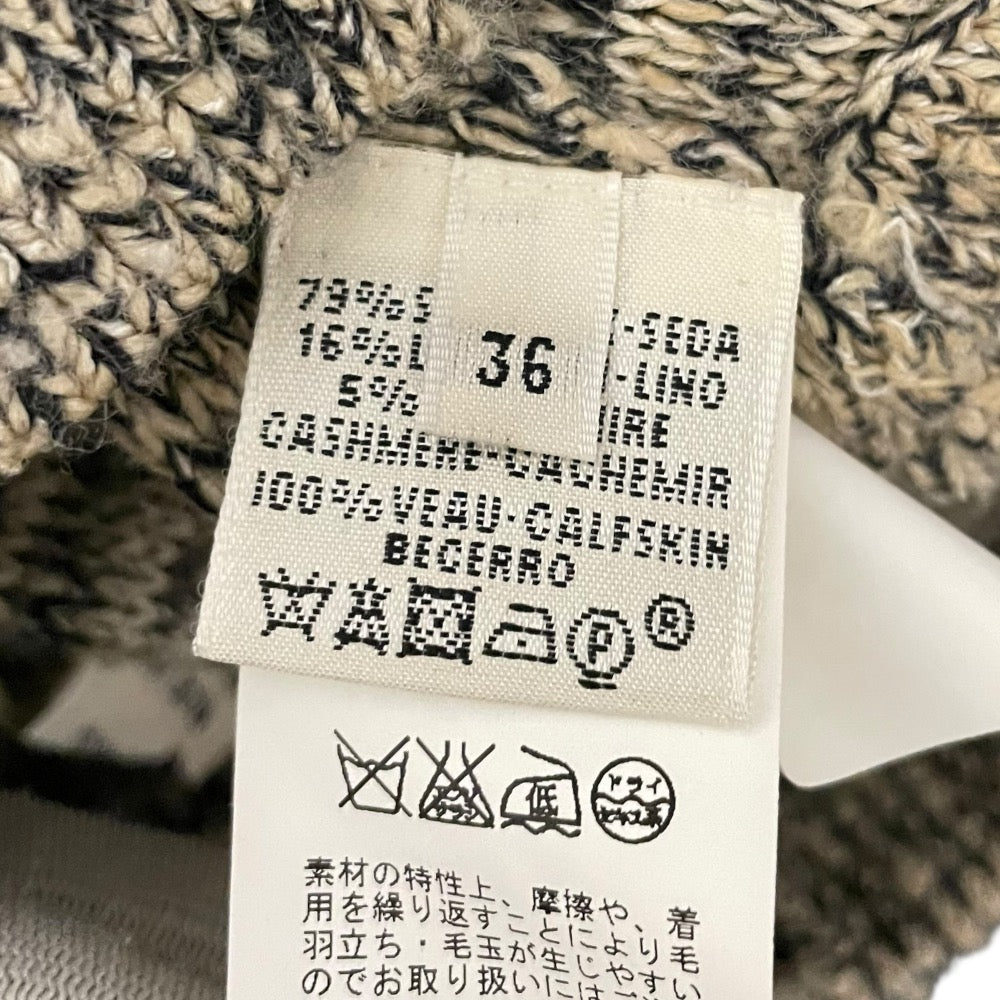 36
79% S E-SEDA
16% L -LINO
5% IRE
CASHMERE-CACHEMIR
100% VEAU-CALFSKIN
BECERRO
P ®
低
ドライ
素材の特性上、摩擦や、着
用を繰り返すことにより毛
羽立ち・毛玉が生じやすい
のでお取り扱いには